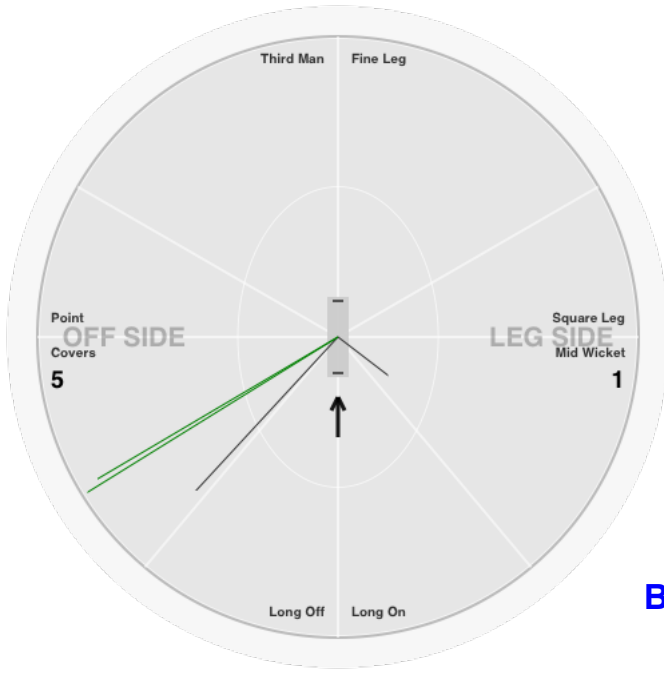 Third Man Fine Leg
Point Square Leg
OFF SIDE LEG SIDE
Covers Mid Wicket
5 1
B
Long Off Long On